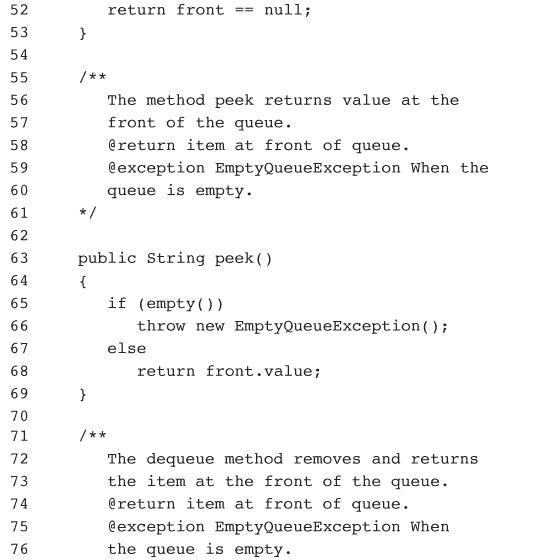 52 return front == null;
53 }
54
55 /**
56 The method peek returns value at the
57 front of the queue.
58 @return item at front of queue.
59 @exception EmptyQueueException When the
60 queue is empty.
61 */
62
63 public String peek()
64 {
65 if (empty())
66 throw new EmptyQueueException();
67 else
68 return front.value;
69 }
70
71 /**
72 The dequeue method removes and returns
73 the item at the front of the queue.
74 @return item at front of queue.
75 @exception EmptyQueueException When
76 the queue is empty.